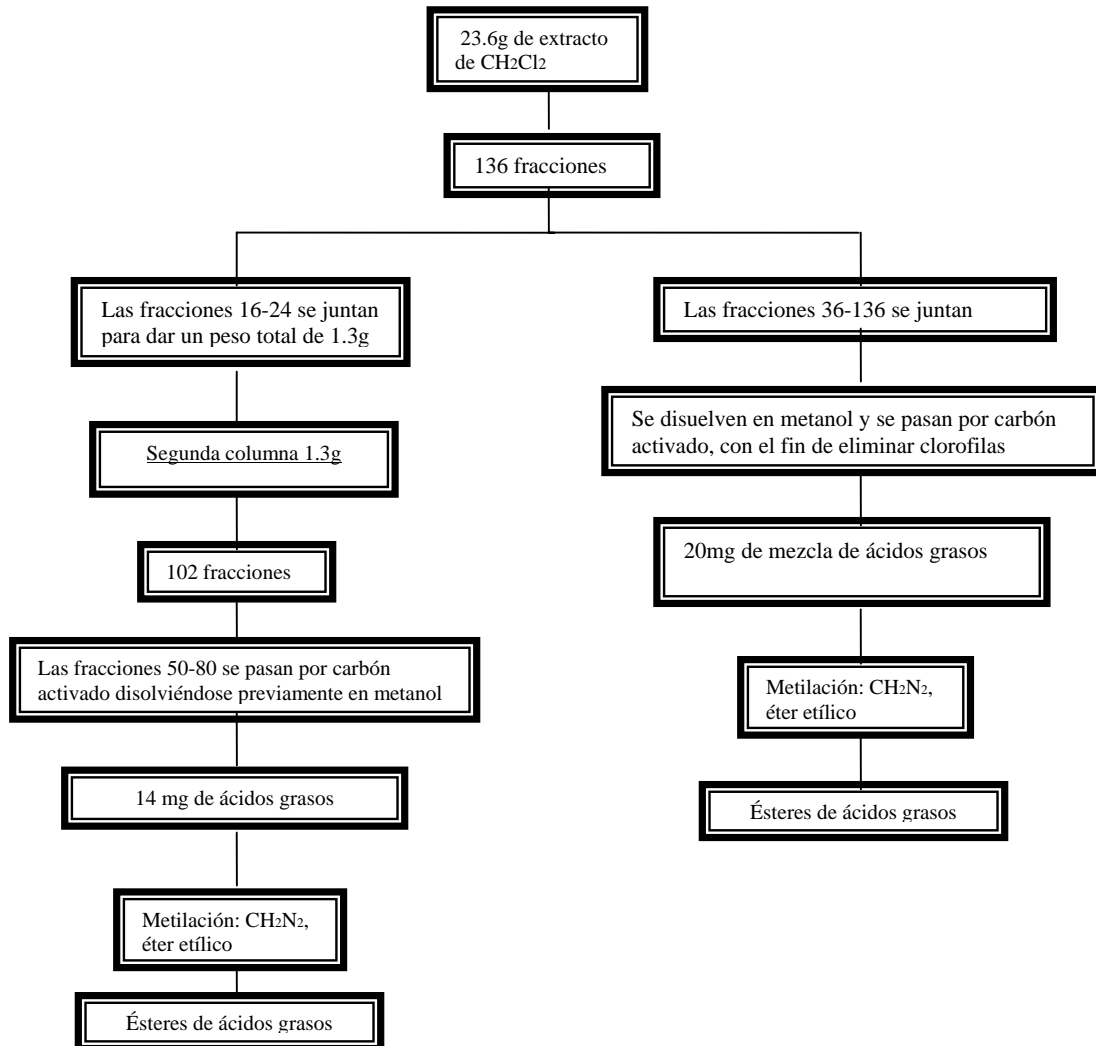 23.6g de extracto
de CH2Cl2
136 fracciones
Las fracciones 16-24 se juntan
para dar un peso total de 1.3g
Segunda columna 1.3g
102 fracciones
Las fracciones 50-80 se pasan por carbón
activado disolviéndose previamente en metanol
14 mg de ácidos grasos
Metilación: CH2N2,
éter etílico
Ésteres de ácidos grasos
Las fracciones 36-136 se juntan
Se disuelven en metanol y se pasan por carbón
activado, con el fin de eliminar clorofilas
20mg de mezcla de ácidos grasos
Metilación: CH2N2,
éter etílico
Ésteres de ácidos grasos